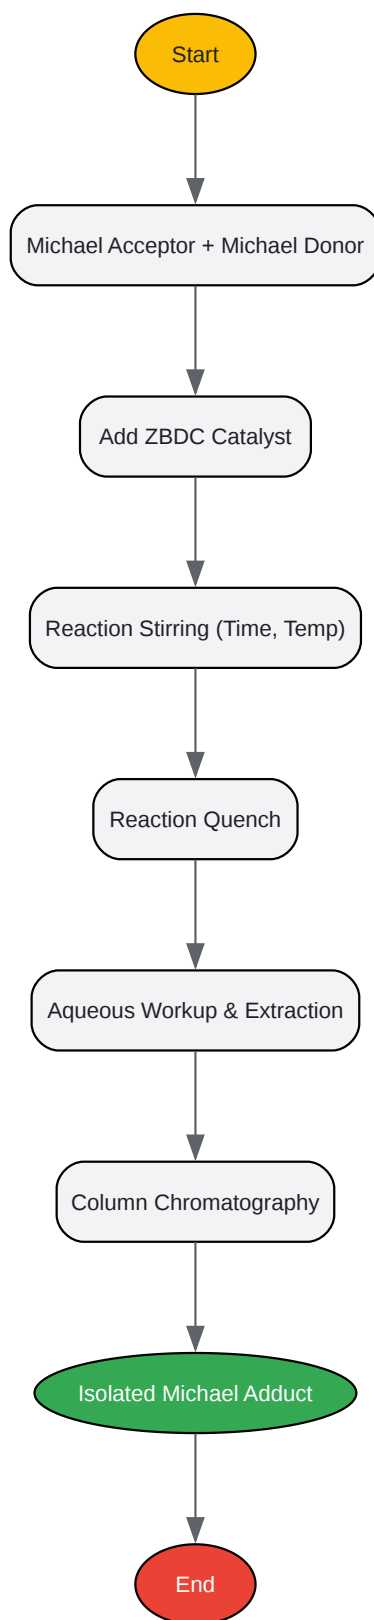 Start
Michael Acceptor + Michael Donor
Add ZBDC Catalyst
Reaction Stirring (Time, Temp)
Reaction Quench
Aqueous Workup & Extraction
Column Chromatography
Isolated Michael Adduct
End